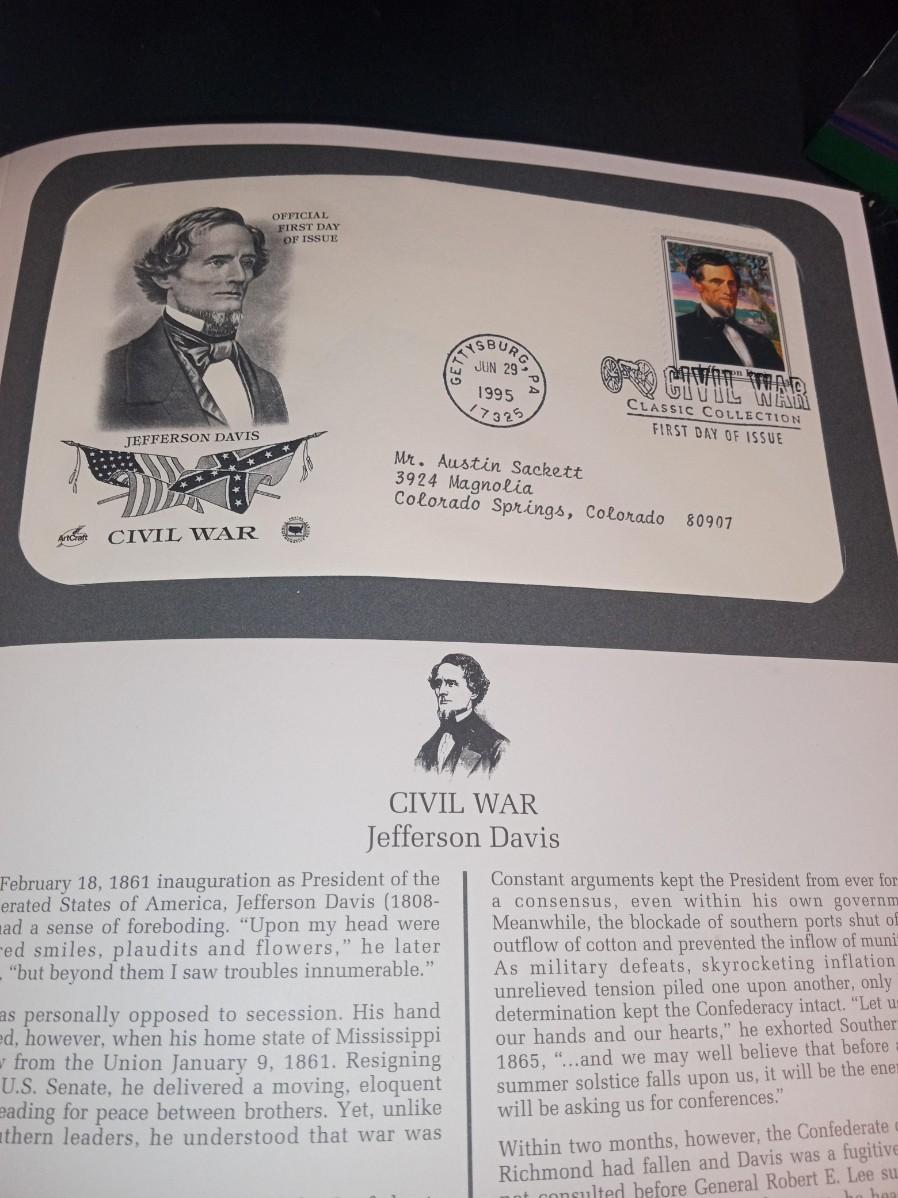 OFFICIAL
FIRST DAY
OF ISSUE
32
GETTYSBURG, PA
JUN 29
1995
17325
CIVIL WAR
CLASSIC COLLECTION
FIRST DAY OF ISSUE
JEFFERSON DAVIS
Mr. Austin Sackett
3924 Magnolia
Colorado Springs, Colorado 80907
ArtCraft
CIVIL WAR
CIVIL WAR
Jefferson Davis
February 18, 1861 inauguration as President of the
erated States of America, Jefferson Davis (1808-
ad a sense of foreboding. “Upon my head were
red smiles, plaudits and flowers,” he later
, “but beyond them I saw troubles innumerable.”
as personally opposed to secession. His hand
ed, however, when his home state of Mississippi
from the Union January 9, 1861. Resigning
U.S. Senate, he delivered a moving, eloquent
eading for peace between brothers. Yet, unlike
thern leaders, he understood that war was
Constant arguments kept the President from ever for
a consensus, even within his own governm
Meanwhile, the blockade of southern ports shut of
outflow of cotton and prevented the inflow of muni
As military defeats, skyrocketing inflation
unrelieved tension piled one upon another, only
determination kept the Confederacy intact. “Let u
our hands and our hearts,” he exhorted Souther
1865, “...and we may well believe that before
summer solstice falls upon us, it will be the ene
will be asking us for conferences.”
Within two months, however, the Confederate
Richmond had fallen and Davis was a fugitive
not consulted before General Robert E. Lee su